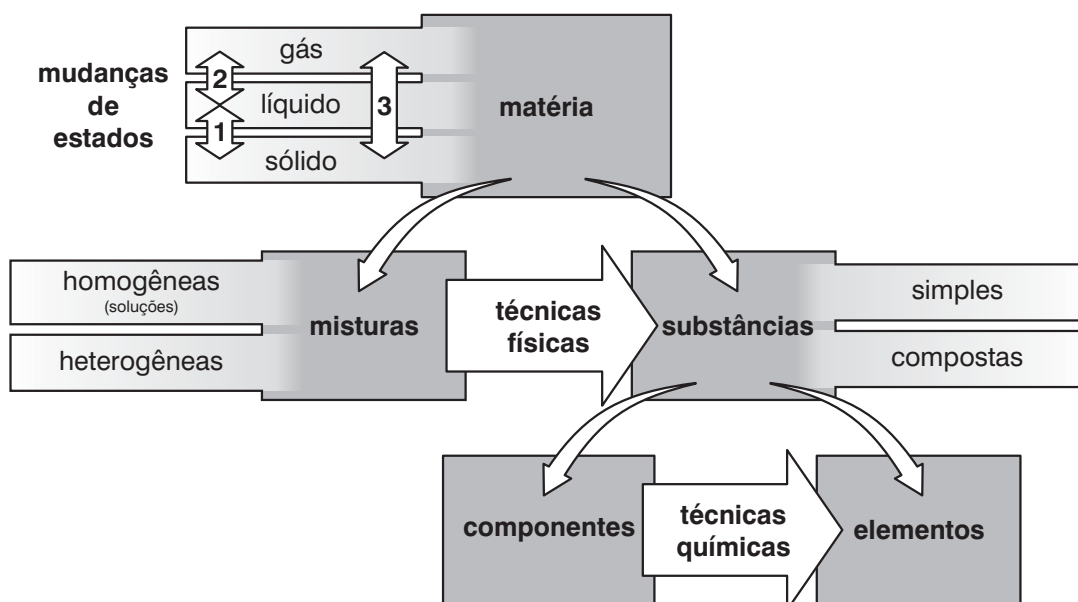 mudanças
de
estados
gás
líquido
sólido
2
1
3
matéria
homogêneas
(soluções)
heterogêneas
misturas
técnicas
físicas
substâncias
simples
compostas
componentes
técnicas
químicas
elementos